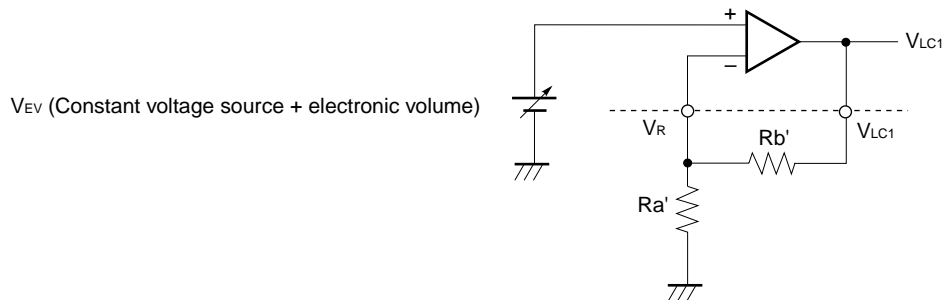 +
VLC1
−
VEV (Constant voltage source + electronic volume)
VR
VLC1
Rb'
Ra'